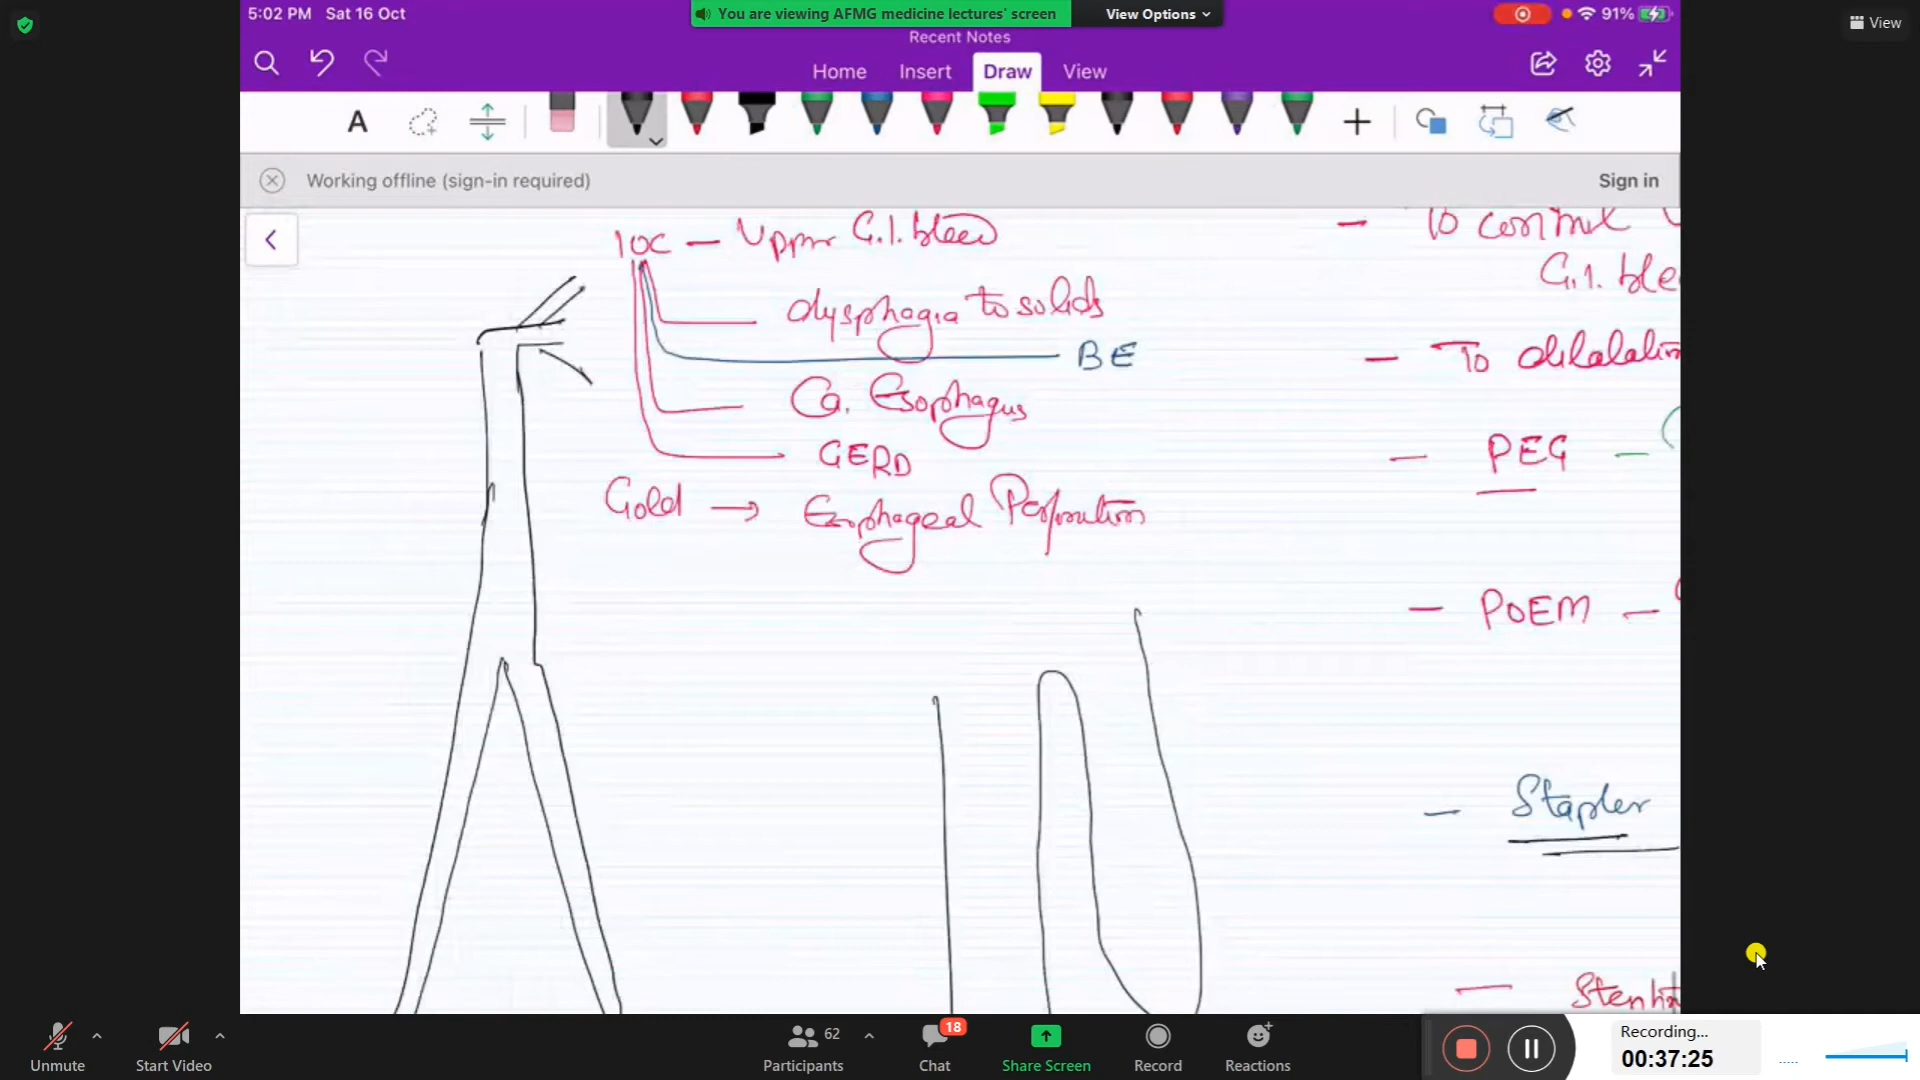 5:02 PM Sat 16 Oct
You are viewing AFMG medicine lectures' screen
View Options
91%
View
Recent Notes
Home Insert Draw View
A
Working offline (sign-in required)
Sign in
IOC — Upper G.I. bleed
dysphagia to solids
BE
Ca. Esophagus
GERD
Gold → Esophageal Perforation
— To control
G.I. blee
— To dilalation
— PEG —
— POEM —
— Stapler
— Stent
Unmute
Start Video
62
Participants
18
Chat
Share Screen
Record
Reactions
Recording...
00:37:25